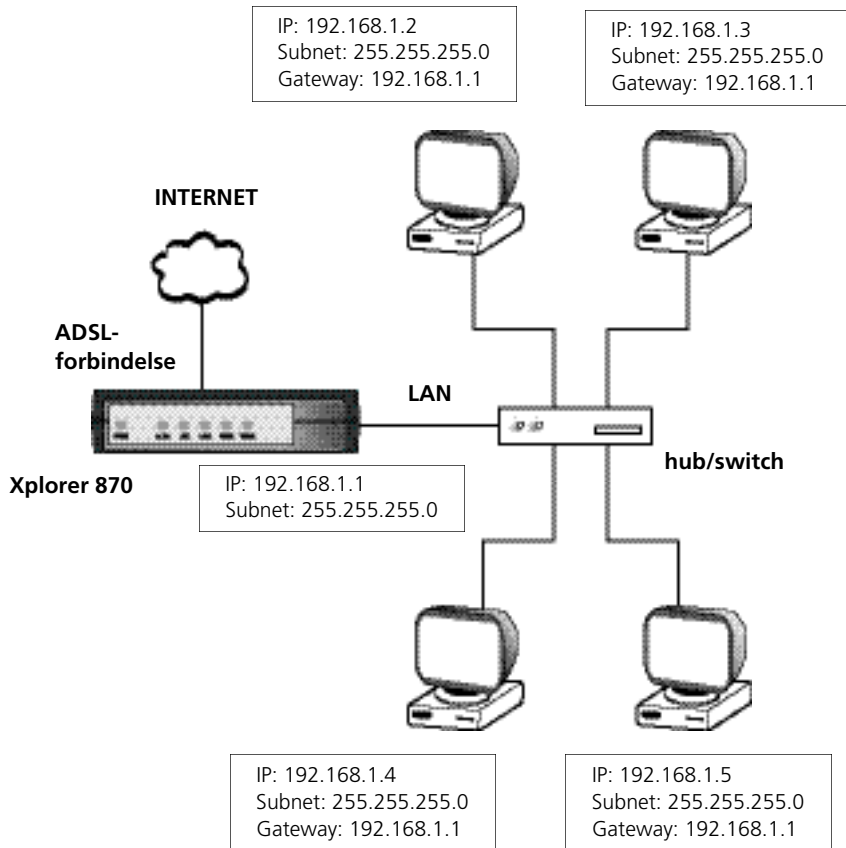 IP: 192.168.1.2
Subnet: 255.255.255.0
Gateway: 192.168.1.1
IP: 192.168.1.3
Subnet: 255.255.255.0
Gateway: 192.168.1.1
INTERNET
ADSL-
forbindelse
LAN
hub/switch
Xplorer 870
IP: 192.168.1.1
Subnet: 255.255.255.0
IP: 192.168.1.4
Subnet: 255.255.255.0
Gateway: 192.168.1.1
IP: 192.168.1.5
Subnet: 255.255.255.0
Gateway: 192.168.1.1